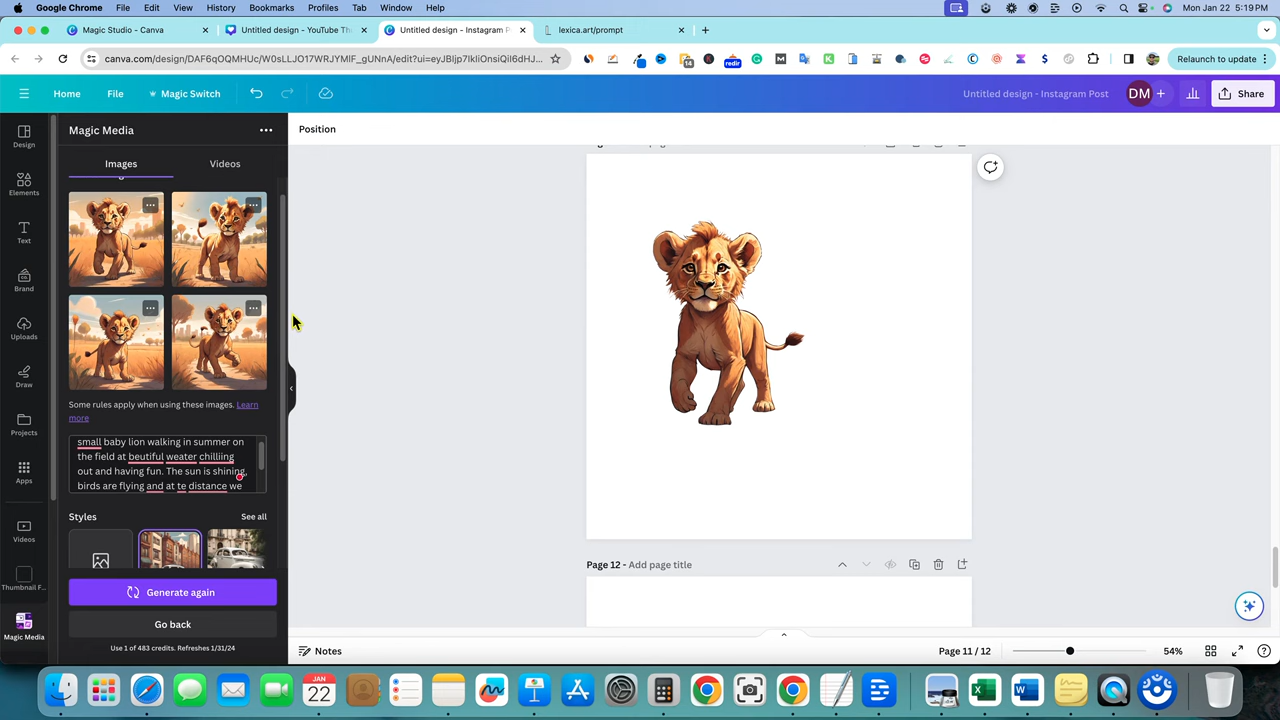 Google Chrome File Edit View History Bookmarks Profiles Tab Window Help
Mon Jan 22 5:19 PM
Magic Studio - Canva
Untitled design - YouTube Th
Untitled design - Instagram P
lexica.art/prompt
canva.com/design/DAF6qOQMHUc/W0sLLJO17WRJYMlF_gUNnA/edit?ui=eyJBIjp7IkIiOnsiQiI6dHJ...
Relaunch to update
Home File Magic Switch
Untitled design - Instagram Post
DM
Share
Magic Media
Position
Design
Elements
Text
Brand
Uploads
Draw
Projects
Apps
Videos
Thumbnail F...
Magic Media
Images Videos
Some rules apply when using these images. Learn
more
small baby lion walking in summer on
the field at beutiful weater chilliing
out and having fun. The sun is shining,
birds are flying and at te distance we
Styles See all
Generate again
Go back
Use 1 of 483 credits. Refreshes 1/31/24
Page 12 - Add page title
Notes
Page 11 / 12
54%
JAN
22